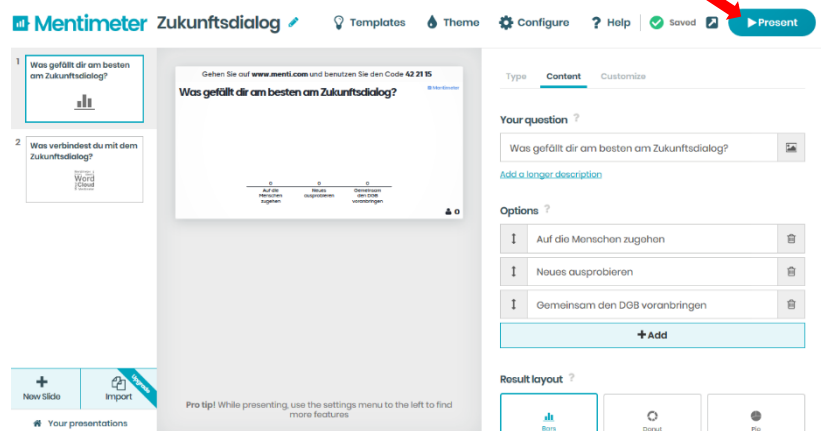 Mentimeter Zukunftsdialog Templates Theme Configure ? Help Saved Present
1 Was gefällt dir am besten
am Zukunftsdialog?
2 Was verbindest du mit dem
Zukunftsdialog?
Word
Cloud
+
New Slide
Import
Upgrade
Your presentations
Gehen Sie auf www.menti.com und benutzen Sie den Code 42 21 15
Was gefällt dir am besten am Zukunftsdialog?
Mentimeter
0 0 0
Auf die Menschen zugehen
Neues ausprobieren
Gemeinsam den DGB voranbringen
0
Pro tip! While presenting, use the settings menu to the left to find
more features
Type Content Customize
Your question ?
Was gefällt dir am besten am Zukunftsdialog?
Add a longer description
Options ?
Auf die Menschen zugehen
Neues ausprobieren
Gemeinsam den DGB voranbringen
+ Add
Result layout ?
Bars Donut Pie